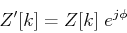 Z′[k] = Z[k] e^{jϕ}